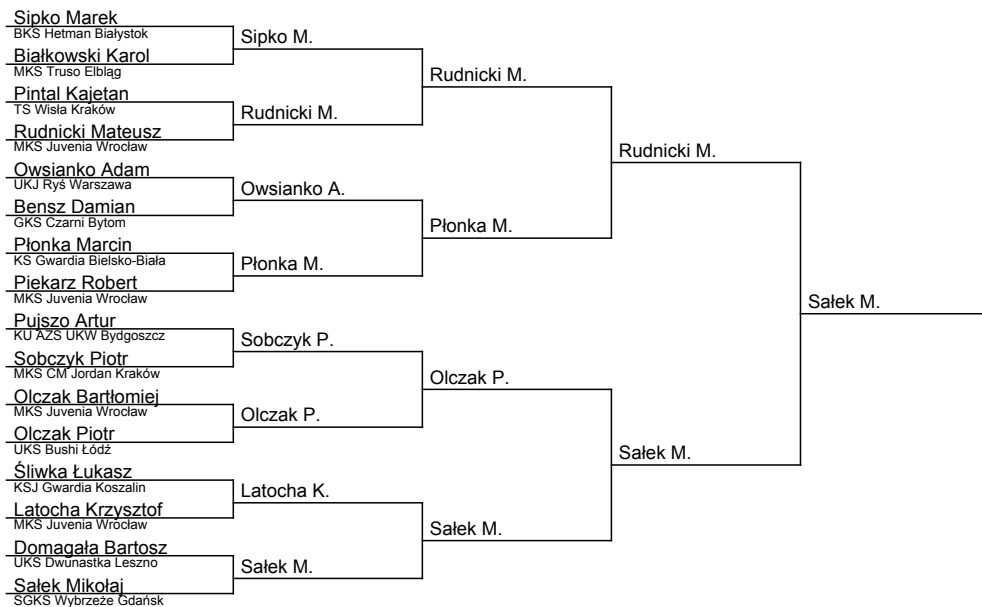 Sipko Marek
BKS Hetman Białystok
Białkowski Karol
MKS Truso Elbląg
Pintal Kajetan
TS Wisła Kraków
Rudnicki Mateusz
MKS Juvenia Wrocław
Owsianko Adam
UKJ Ryś Warszawa
Bensz Damian
GKS Czarni Bytom
Płonka Marcin
KS Gwardia Bielsko-Biała
Piekarz Robert
MKS Juvenia Wrocław
Pujszo Artur
KU AZS UKW Bydgoszcz
Sobczyk Piotr
MKS CM Jordan Kraków
Olczak Bartłomiej
MKS Juvenia Wrocław
Olczak Piotr
UKS Bushi Łódź
Śliwka Łukasz
KSJ Gwardia Koszalin
Latocha Krzysztof
MKS Juvenia Wrocław
Domagała Bartosz
UKS Dwunastka Leszno
Sałek Mikołaj
SGKS Wybrzeże Gdańsk
Sipko M.
Rudnicki M.
Owsianko A.
Płonka M.
Sobczyk P.
Olczak P.
Latocha K.
Sałek M.
Rudnicki M.
Płonka M.
Olczak P.
Sałek M.
Rudnicki M.
Sałek M.
Sałek M.